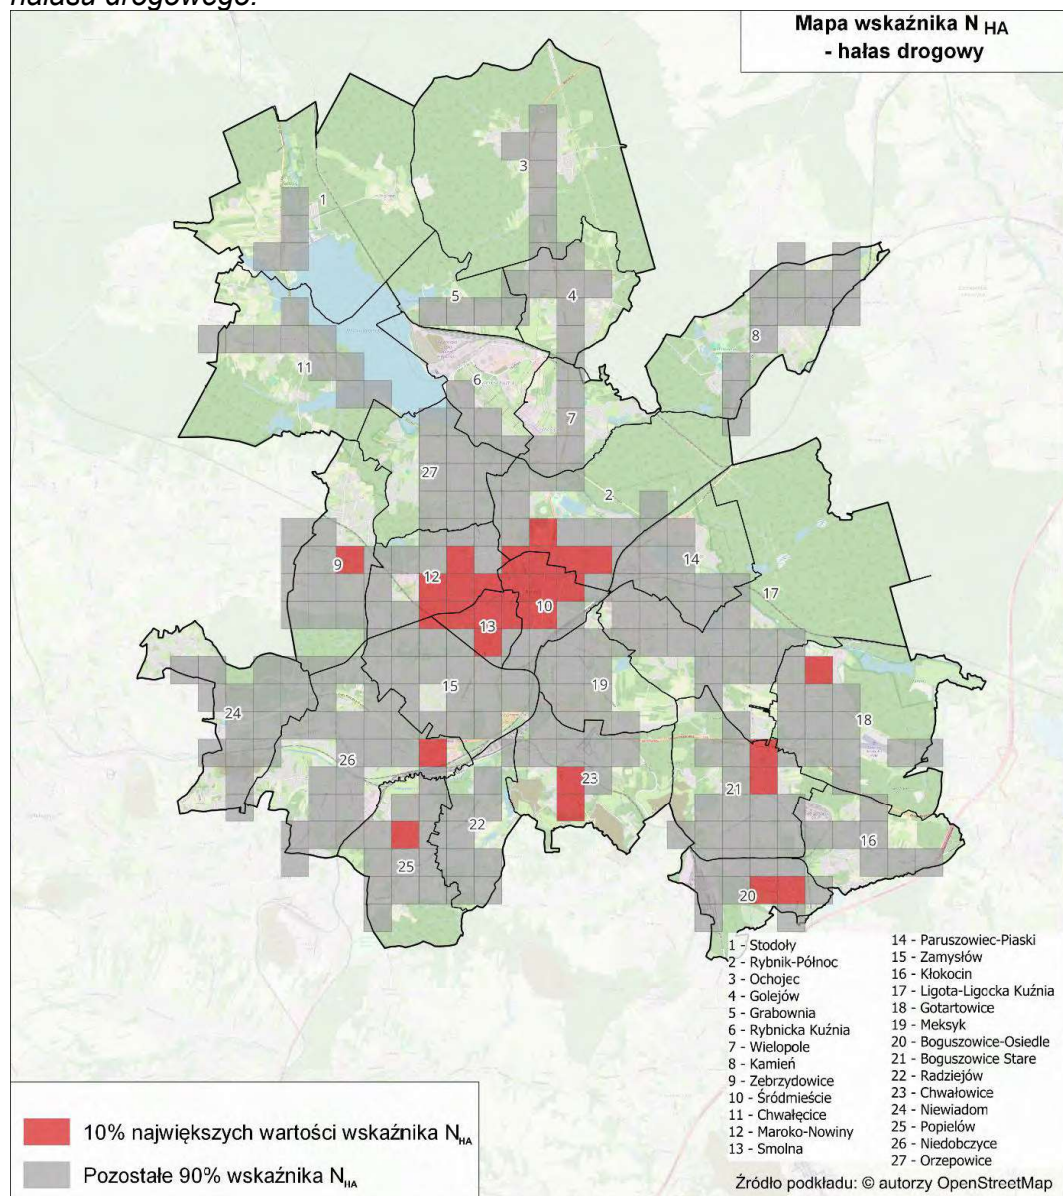 hałasu drogowego.
Mapa wskaźnika N HA
- hałas drogowy
3
1
5
4
8
11
6
7
27
2
9
12
14
10
17
13
15
19
24
18
26
23
21
22
16
25
20
1 - Stodoły
2 - Rybnik-Północ
3 - Ochojec
4 - Golejów
5 - Grabownia
6 - Rybnicka Kuźnia
7 - Wielopole
8 - Kamień
9 - Zebrzydowice
10 - Śródmieście
11 - Chwałęcice
12 - Maroko-Nowiny
13 - Smolna
14 - Paruszowiec-Piaski
15 - Zamysłów
16 - Kłokocin
17 - Ligota-Ligocka Kuźnia
18 - Gotartowice
19 - Meksyk
20 - Boguszowice-Osiedle
21 - Boguszowice Stare
22 - Radziejów
23 - Chwałowice
24 - Niewiadom
25 - Popielów
26 - Niedobczyce
27 - Orzepowice
10% największych wartości wskaźnika NHA
Pozostałe 90% wskaźnika NHA
Źródło podkładu: © autorzy OpenStreetMap